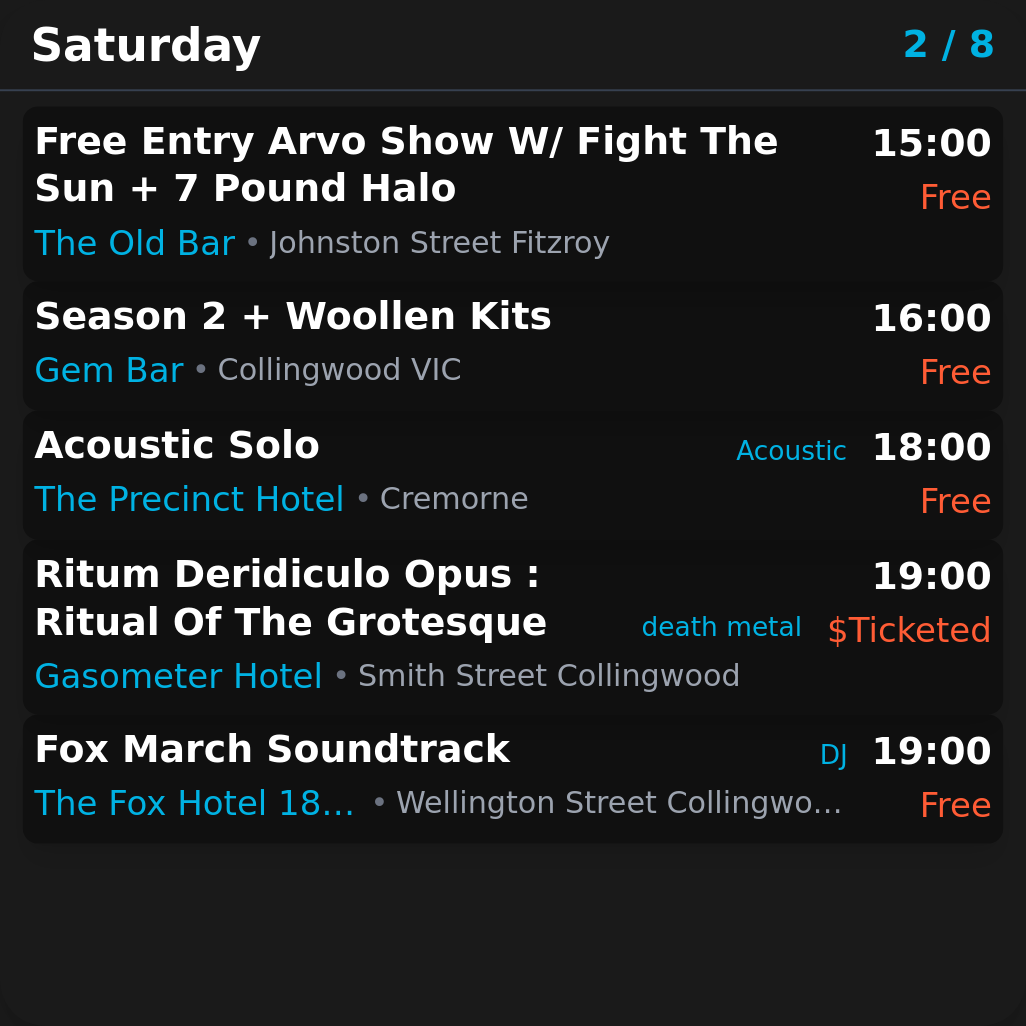 Saturday 2 / 8
Free Entry Arvo Show W/ Fight The 15:00
Sun + 7 Pound Halo Free
The Old Bar • Johnston Street Fitzroy
Season 2 + Woollen Kits 16:00
Gem Bar • Collingwood VIC Free
Acoustic Solo Acoustic 18:00
The Precinct Hotel • Cremorne Free
Ritum Deridiculo Opus : 19:00
Ritual Of The Grotesque death metal $Ticketed
Gasometer Hotel • Smith Street Collingwood
Fox March Soundtrack DJ 19:00
The Fox Hotel 18… • Wellington Street Collingwo… Free